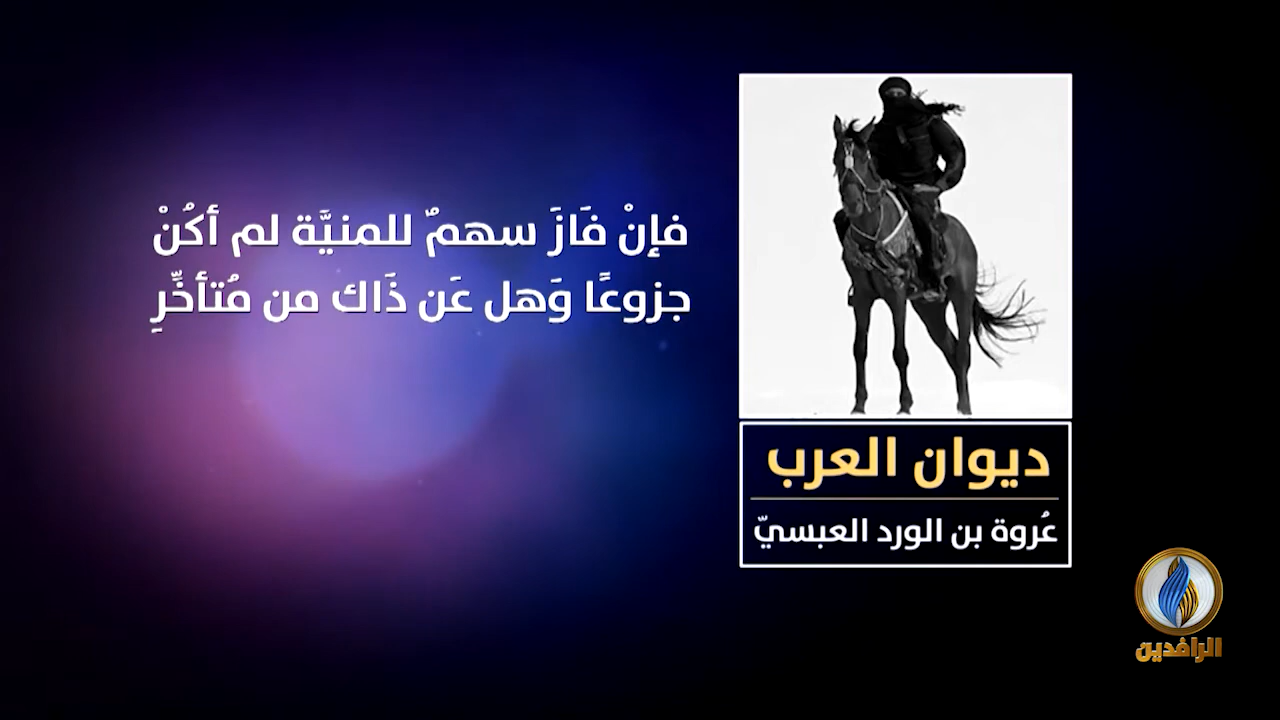 فإنْ فَازَ سهمٌ للمنيَّة لم أكُنْ
جزوعًا وَهل عَن ذَاك من مُتأخِّرِ
ديوان العرب
عُروة بن الورد العبسيّ
الرافدين